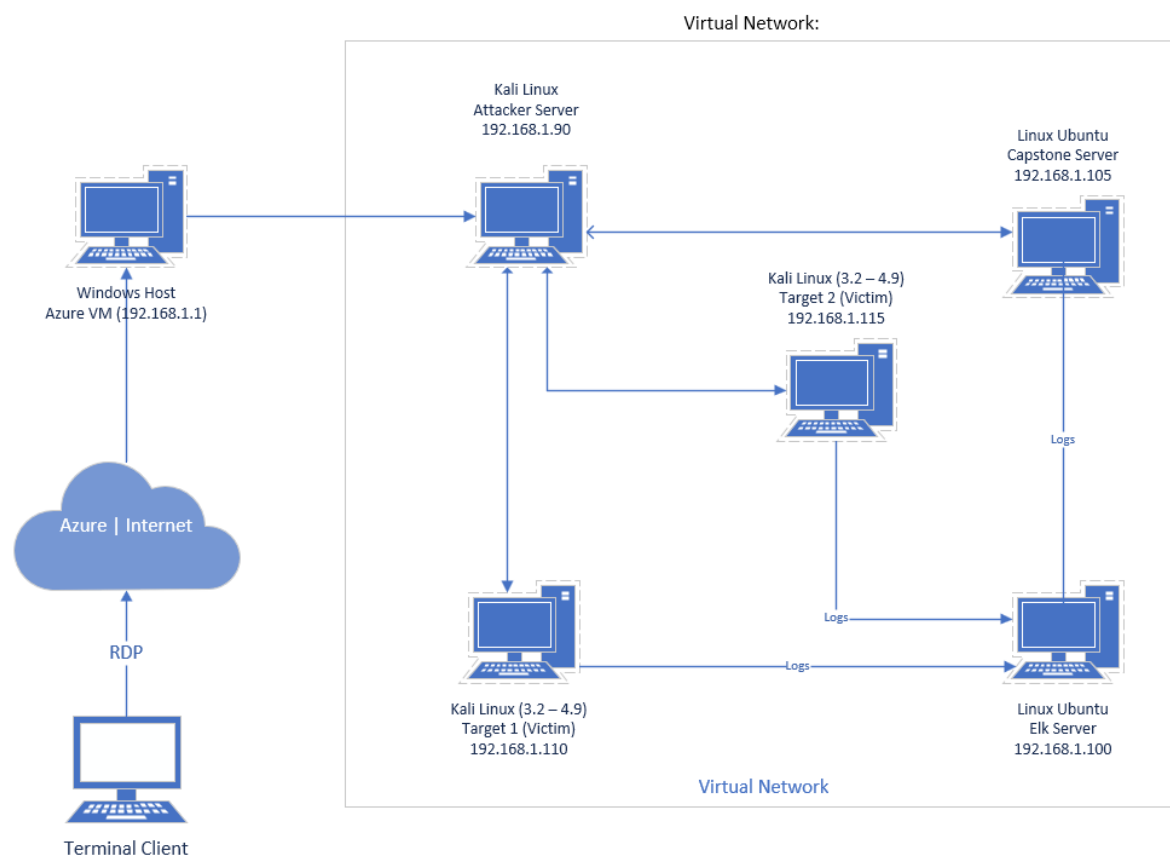 Virtual Network:
Kali Linux
Attacker Server
192.168.1.90
Linux Ubuntu
Capstone Server
192.168.1.105
Windows Host
Azure VM (192.168.1.1)
Kali Linux (3.2 – 4.9)
Target 2 (Victim)
192.168.1.115
Logs
Azure | Internet
Logs
RDP
Logs
Kali Linux (3.2 – 4.9)
Target 1 (Victim)
192.168.1.110
Linux Ubuntu
Elk Server
192.168.1.100
Virtual Network
Terminal Client